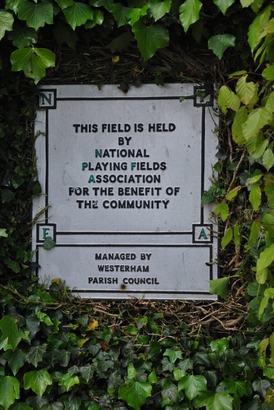 N P
THIS FIELD IS HELD
BY
NATIONAL
PLAYING FIELDS
ASSOCIATION
FOR THE BENEFIT OF
THE COMMUNITY
F A
MANAGED BY
WESTERHAM
PARISH COUNCIL